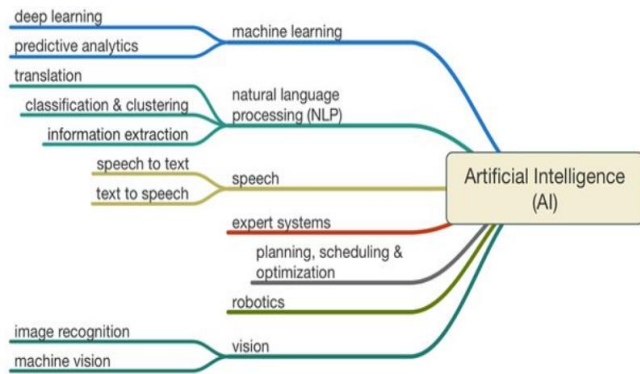 deep learning
predictive analytics
machine learning
translation
classification & clustering
information extraction
natural language
processing (NLP)
speech to text
text to speech
speech
expert systems
planning, scheduling &
optimization
robotics
image recognition
machine vision
vision
Artificial Intelligence
(AI)